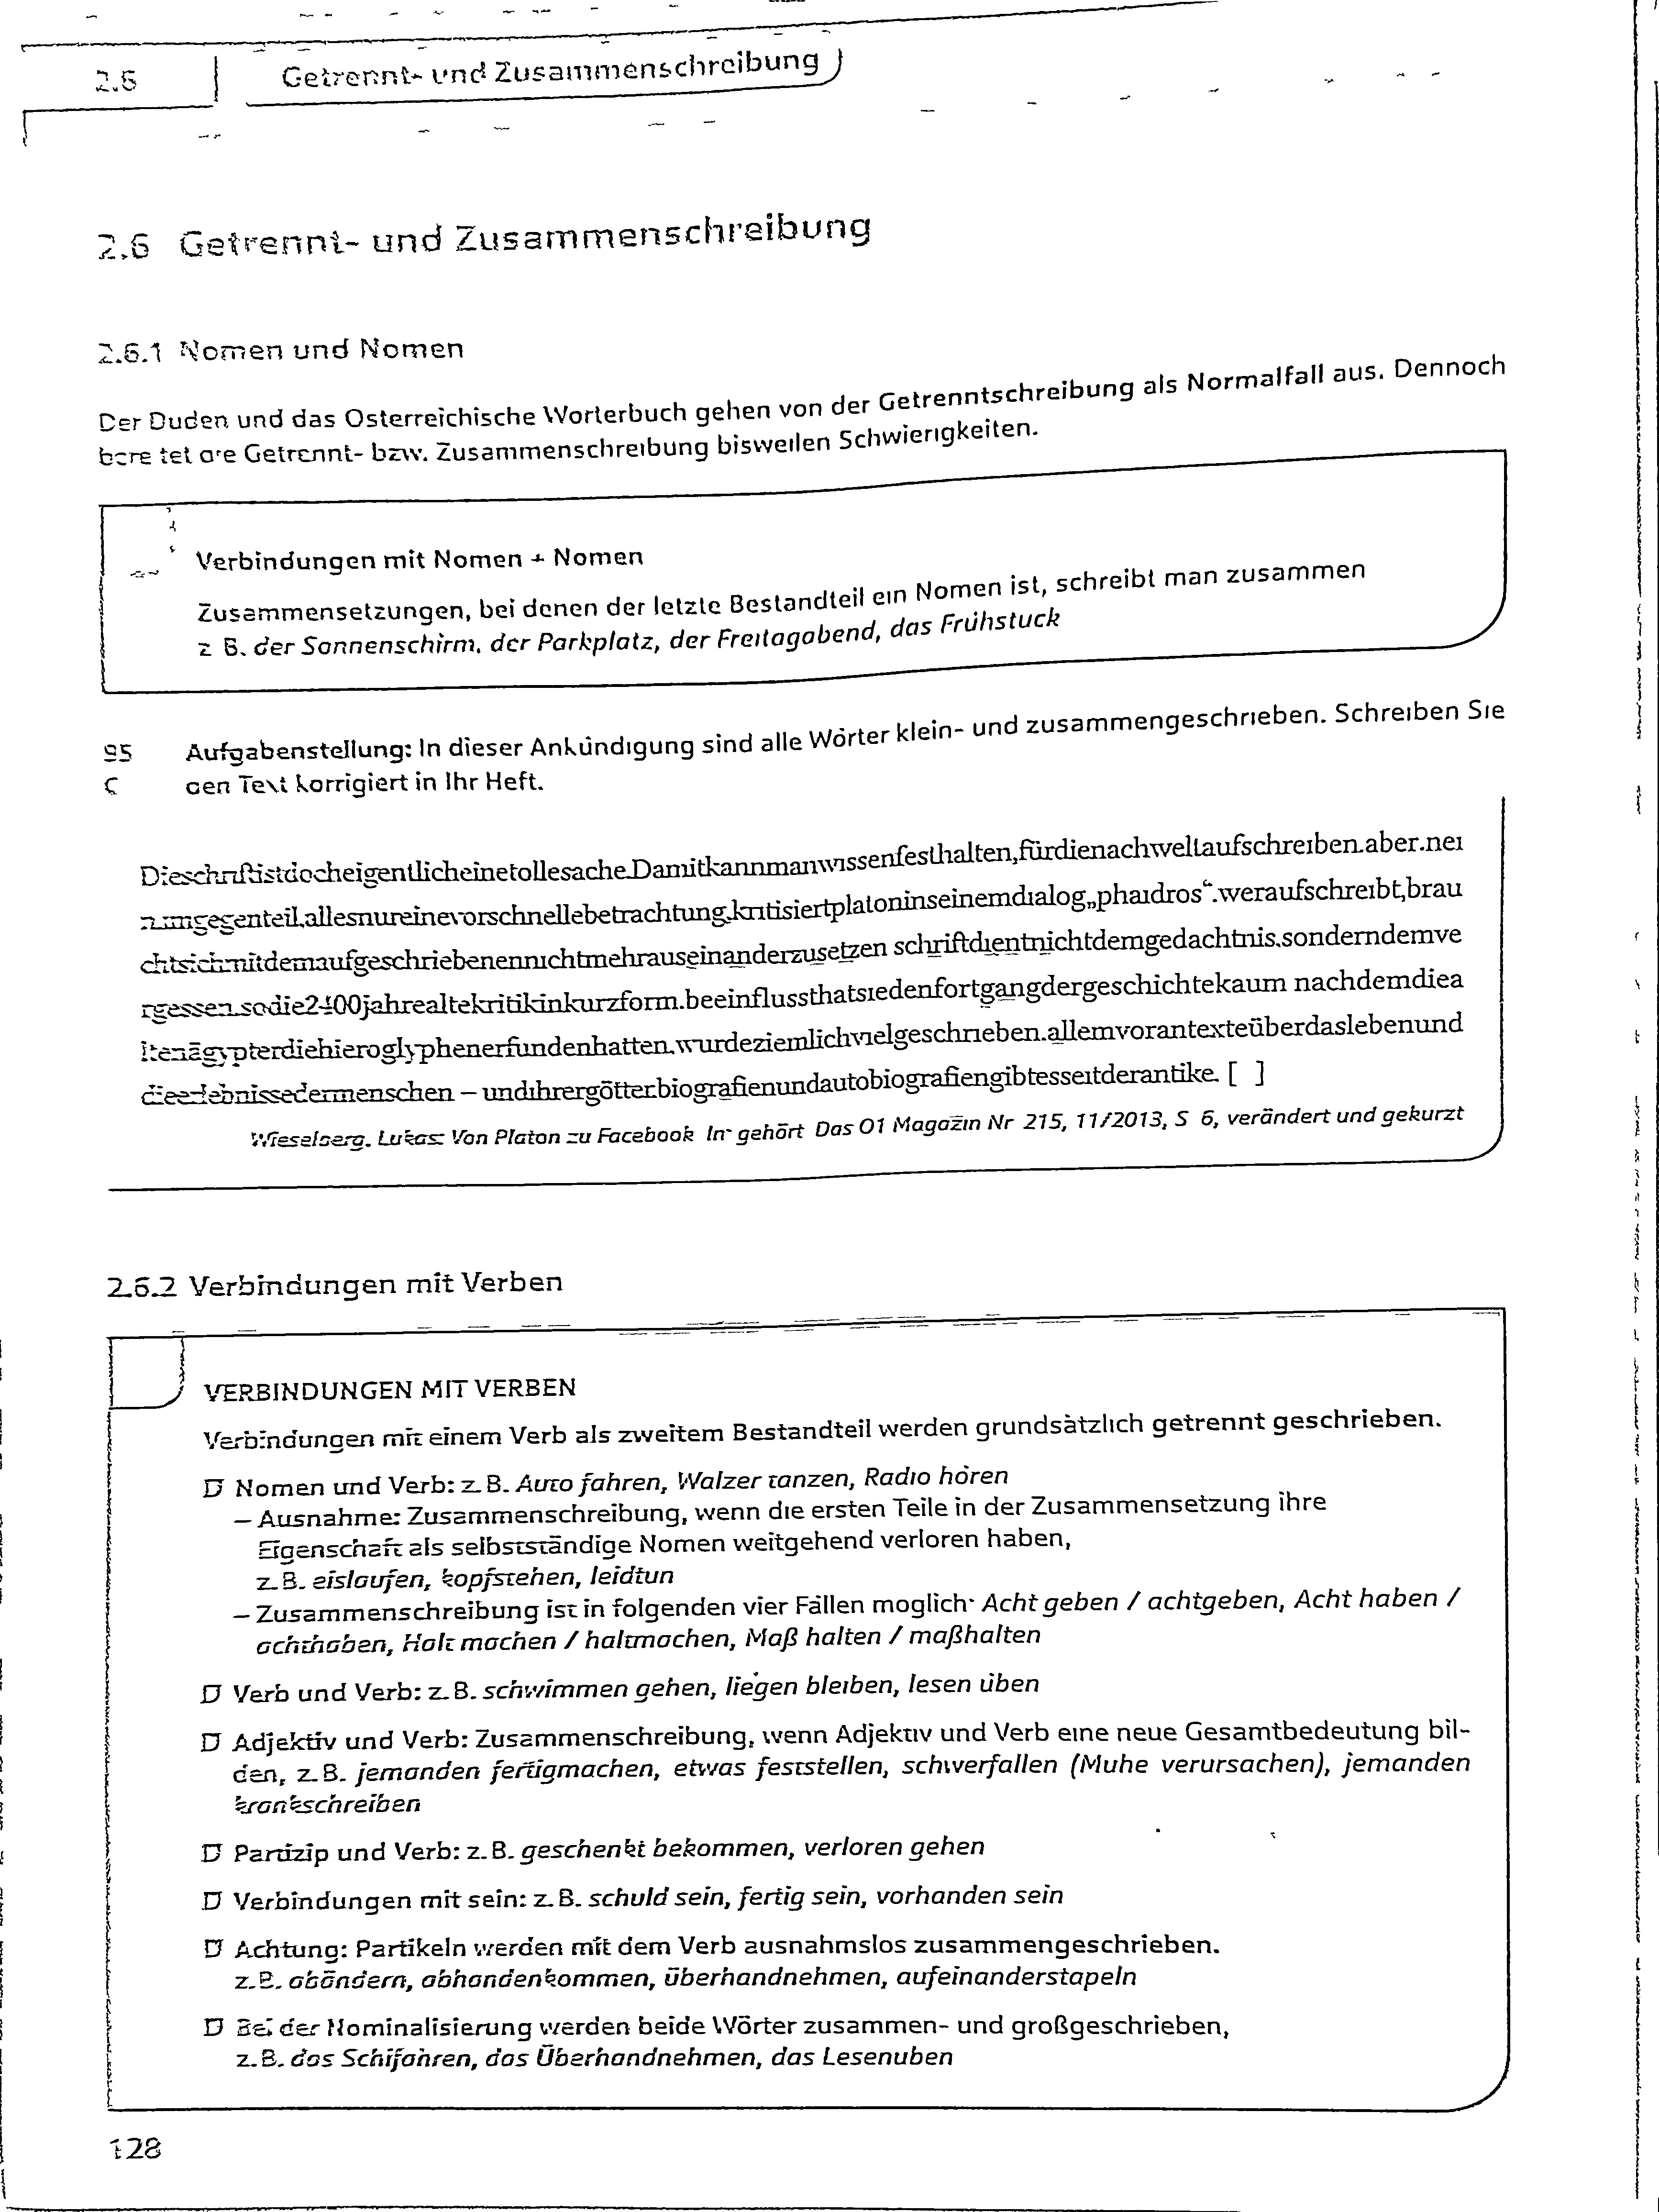 2.6 Getrennt- und Zusammenschreibung
2.6 Getrennt- und Zusammenschreibung
2.6.1 Nomen und Nomen
Der Duden und das Osterreichische Worterbuch gehen von der Getrenntschreibung als Normalfall aus. Dennoch
Getrennt- bzw. Zusammenschreibung bisweilen Schwierigkeiten.
Verbindungen mit Nomen + Nomen
Zusammensetzungen, bei denen der letzte Bestandteil ein Nomen ist, schreibt man zusammen
z B. der Sonnenschirm, der Parkplatz, der Freitagabend, das Frühstuck
95 Aufgabenstellung: In dieser Ankündigung sind alle Wörter klein- und zusammengeschrieben. Schreiben Sie
den Text korrigiert in Ihr Heft.
Dieschriftistdocheigentlicheinetollesache.Damitkannmanwissenfesthalten,fürdienachweltaufschreiben.aber.nei
n.imgegenteil.allesnureinevorschnellebetrachtung,kritisiertplatoninseinemdialog„phaidros“.weraufschreibt,brau
chtsichmitdemaufgeschriebenennichtmehrauseinanderzusetzen schriftdientnichtdemgedachtnis.sonderndemve
rgessen.sodie2400jahrealtekritikinkurzform.beeinflussthatsiedenfortgangdergeschichtekaum nachdemdiea
ltenägypterdiehieroglyphenerfundenhatten.wurdeziemlichvielgeschrieben.allemvorantexteüberdaslebenund
dieerlebnissedermenschen – undihrergötter.biografienundautobiografiengibtesseitderantike. [ ]
Wieselberg, Lukas: Von Platon zu Facebook In: gehört Das Ö1 Magazin Nr 215, 11/2013, S 6, verändert und gekurzt
2.6.2 Verbindungen mit Verben
VERBINDUNGEN MIT VERBEN
Verbindungen mit einem Verb als zweitem Bestandteil werden grundsätzlich getrennt geschrieben.
Nomen und Verb: z. B. Auto fahren, Walzer tanzen, Radio hören
– Ausnahme: Zusammenschreibung, wenn die ersten Teile in der Zusammensetzung ihre
Eigenschaft als selbstständige Nomen weitgehend verloren haben,
z. B. eislaufen, kopfstehen, leidtun
– Zusammenschreibung ist in folgenden vier Fällen moglich: Acht geben / achtgeben, Acht haben /
achthaben, Halt machen / haltmachen, Maß halten / maßhalten
Verb und Verb: z. B. schwimmen gehen, liegen bleiben, lesen üben
Adjektiv und Verb: Zusammenschreibung, wenn Adjektiv und Verb eine neue Gesamtbedeutung bil-
den, z. B. jemanden fertigmachen, etwas feststellen, schwerfallen (Muhe verursachen), jemanden
krankschreiben
Partizip und Verb: z. B. geschenkt bekommen, verloren gehen
Verbindungen mit sein: z. B. schuld sein, fertig sein, vorhanden sein
Achtung: Partikeln werden mit dem Verb ausnahmslos zusammengeschrieben.
z. B. abändern, abhandenkommen, überhandnehmen, aufeinanderstapeln
Bei der Nominalisierung werden beide Wörter zusammen- und großgeschrieben,
z. B. das Schifahren, das Überhandnehmen, das Lesenuben
128